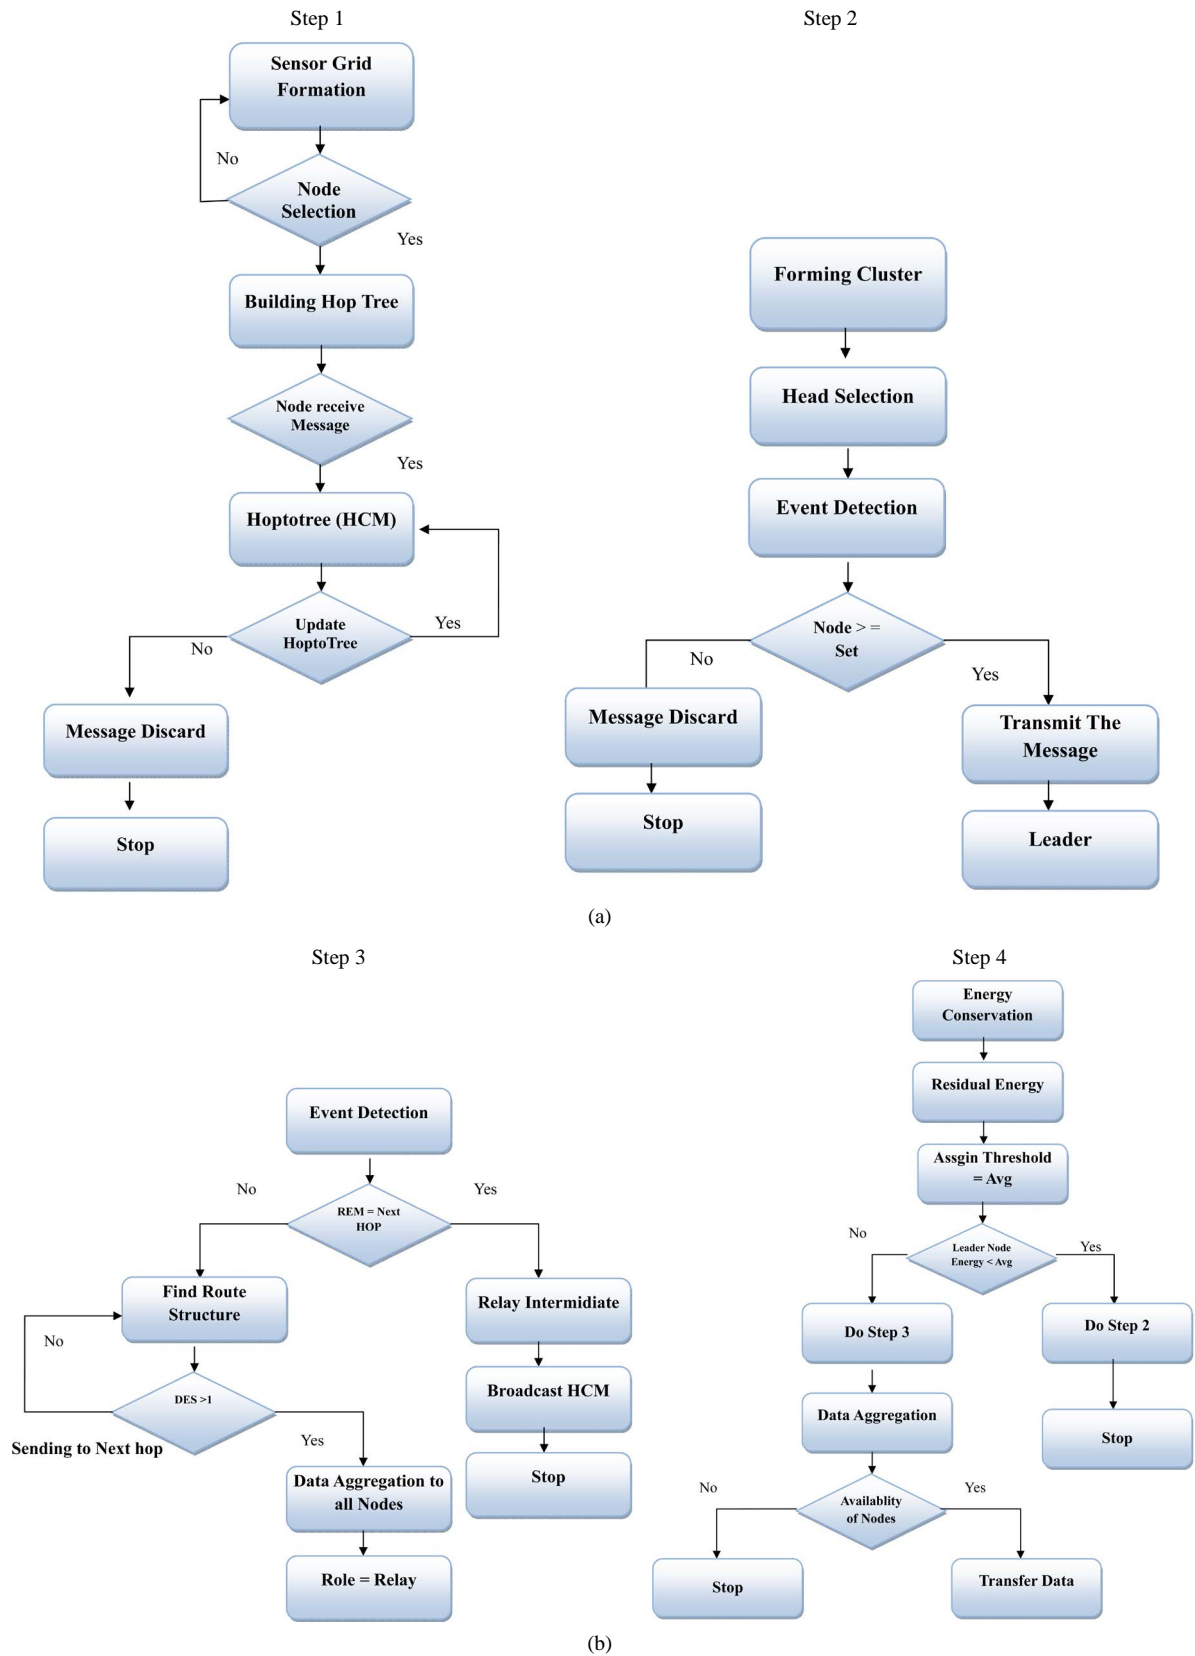 Step 1
Sensor Grid
Formation
No
Node
Selection
Yes
Building Hop Tree
Node receive
Message
Yes
Hoptotree (HCM)
Update
HoptoTree
Yes
No
Message Discard
Stop
Step 2
Forming Cluster
Head Selection
Event Detection
Node > =
Set
No
Yes
Message Discard
Stop
Transmit The
Message
Leader
(a)
Step 3
Event Detection
No
Yes
REM = Next
HOP
Find Route
Structure
No
DES >1
Sending to Next hop
Yes
Data Aggregation to
all Nodes
Role = Relay
Relay Intermidiate
Broadcast HCM
Stop
Step 4
Energy
Conservation
Residual Energy
Assgin Threshold
= Avg
No
Leader Node
Energy < Avg
Yes
Do Step 3
Do Step 2
Data Aggregation
Stop
No
Availablity
of Nodes
Yes
Stop
Transfer Data
(b)